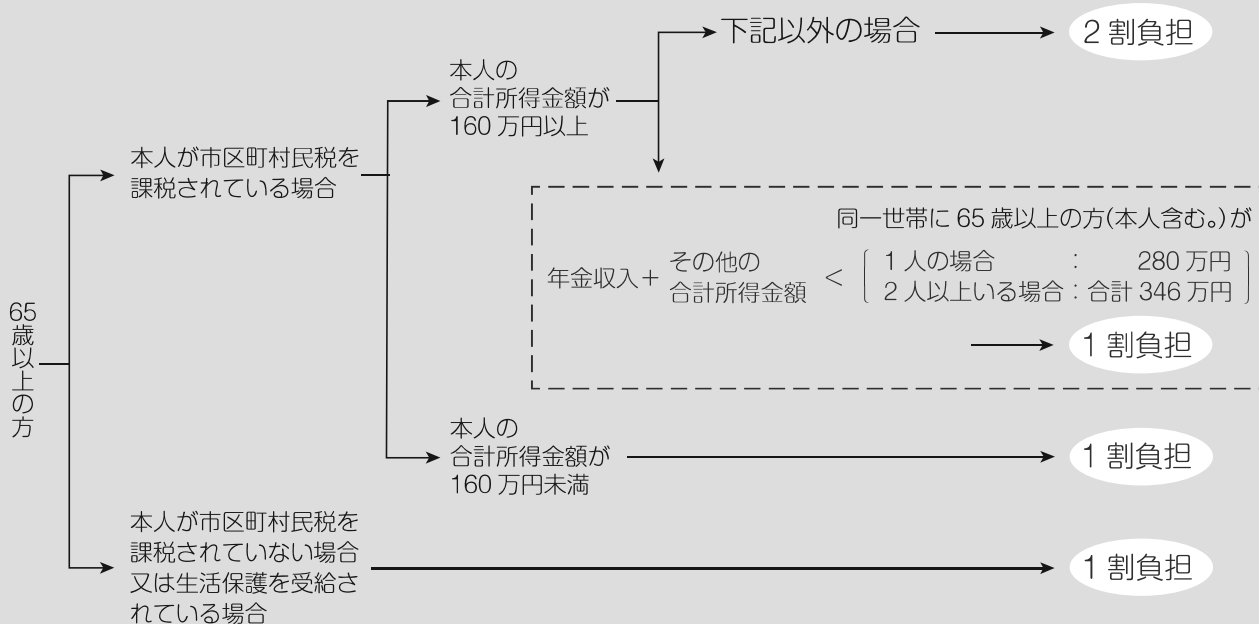 65歳以上の方
本人が市区町村民税を
課税されている場合
本人の
合計所得金額が
160万円以上
下記以外の場合
2割負担
同一世帯に65歳以上の方(本人含む。)が
年金収入+
その他の
合計所得金額
<
1人の場合 : 280万円
2人以上いる場合:合計346万円
1割負担
本人の
合計所得金額が
160万円未満
1割負担
本人が市区町村民税を
課税されていない場合
又は生活保護を受給さ
れている場合
1割負担